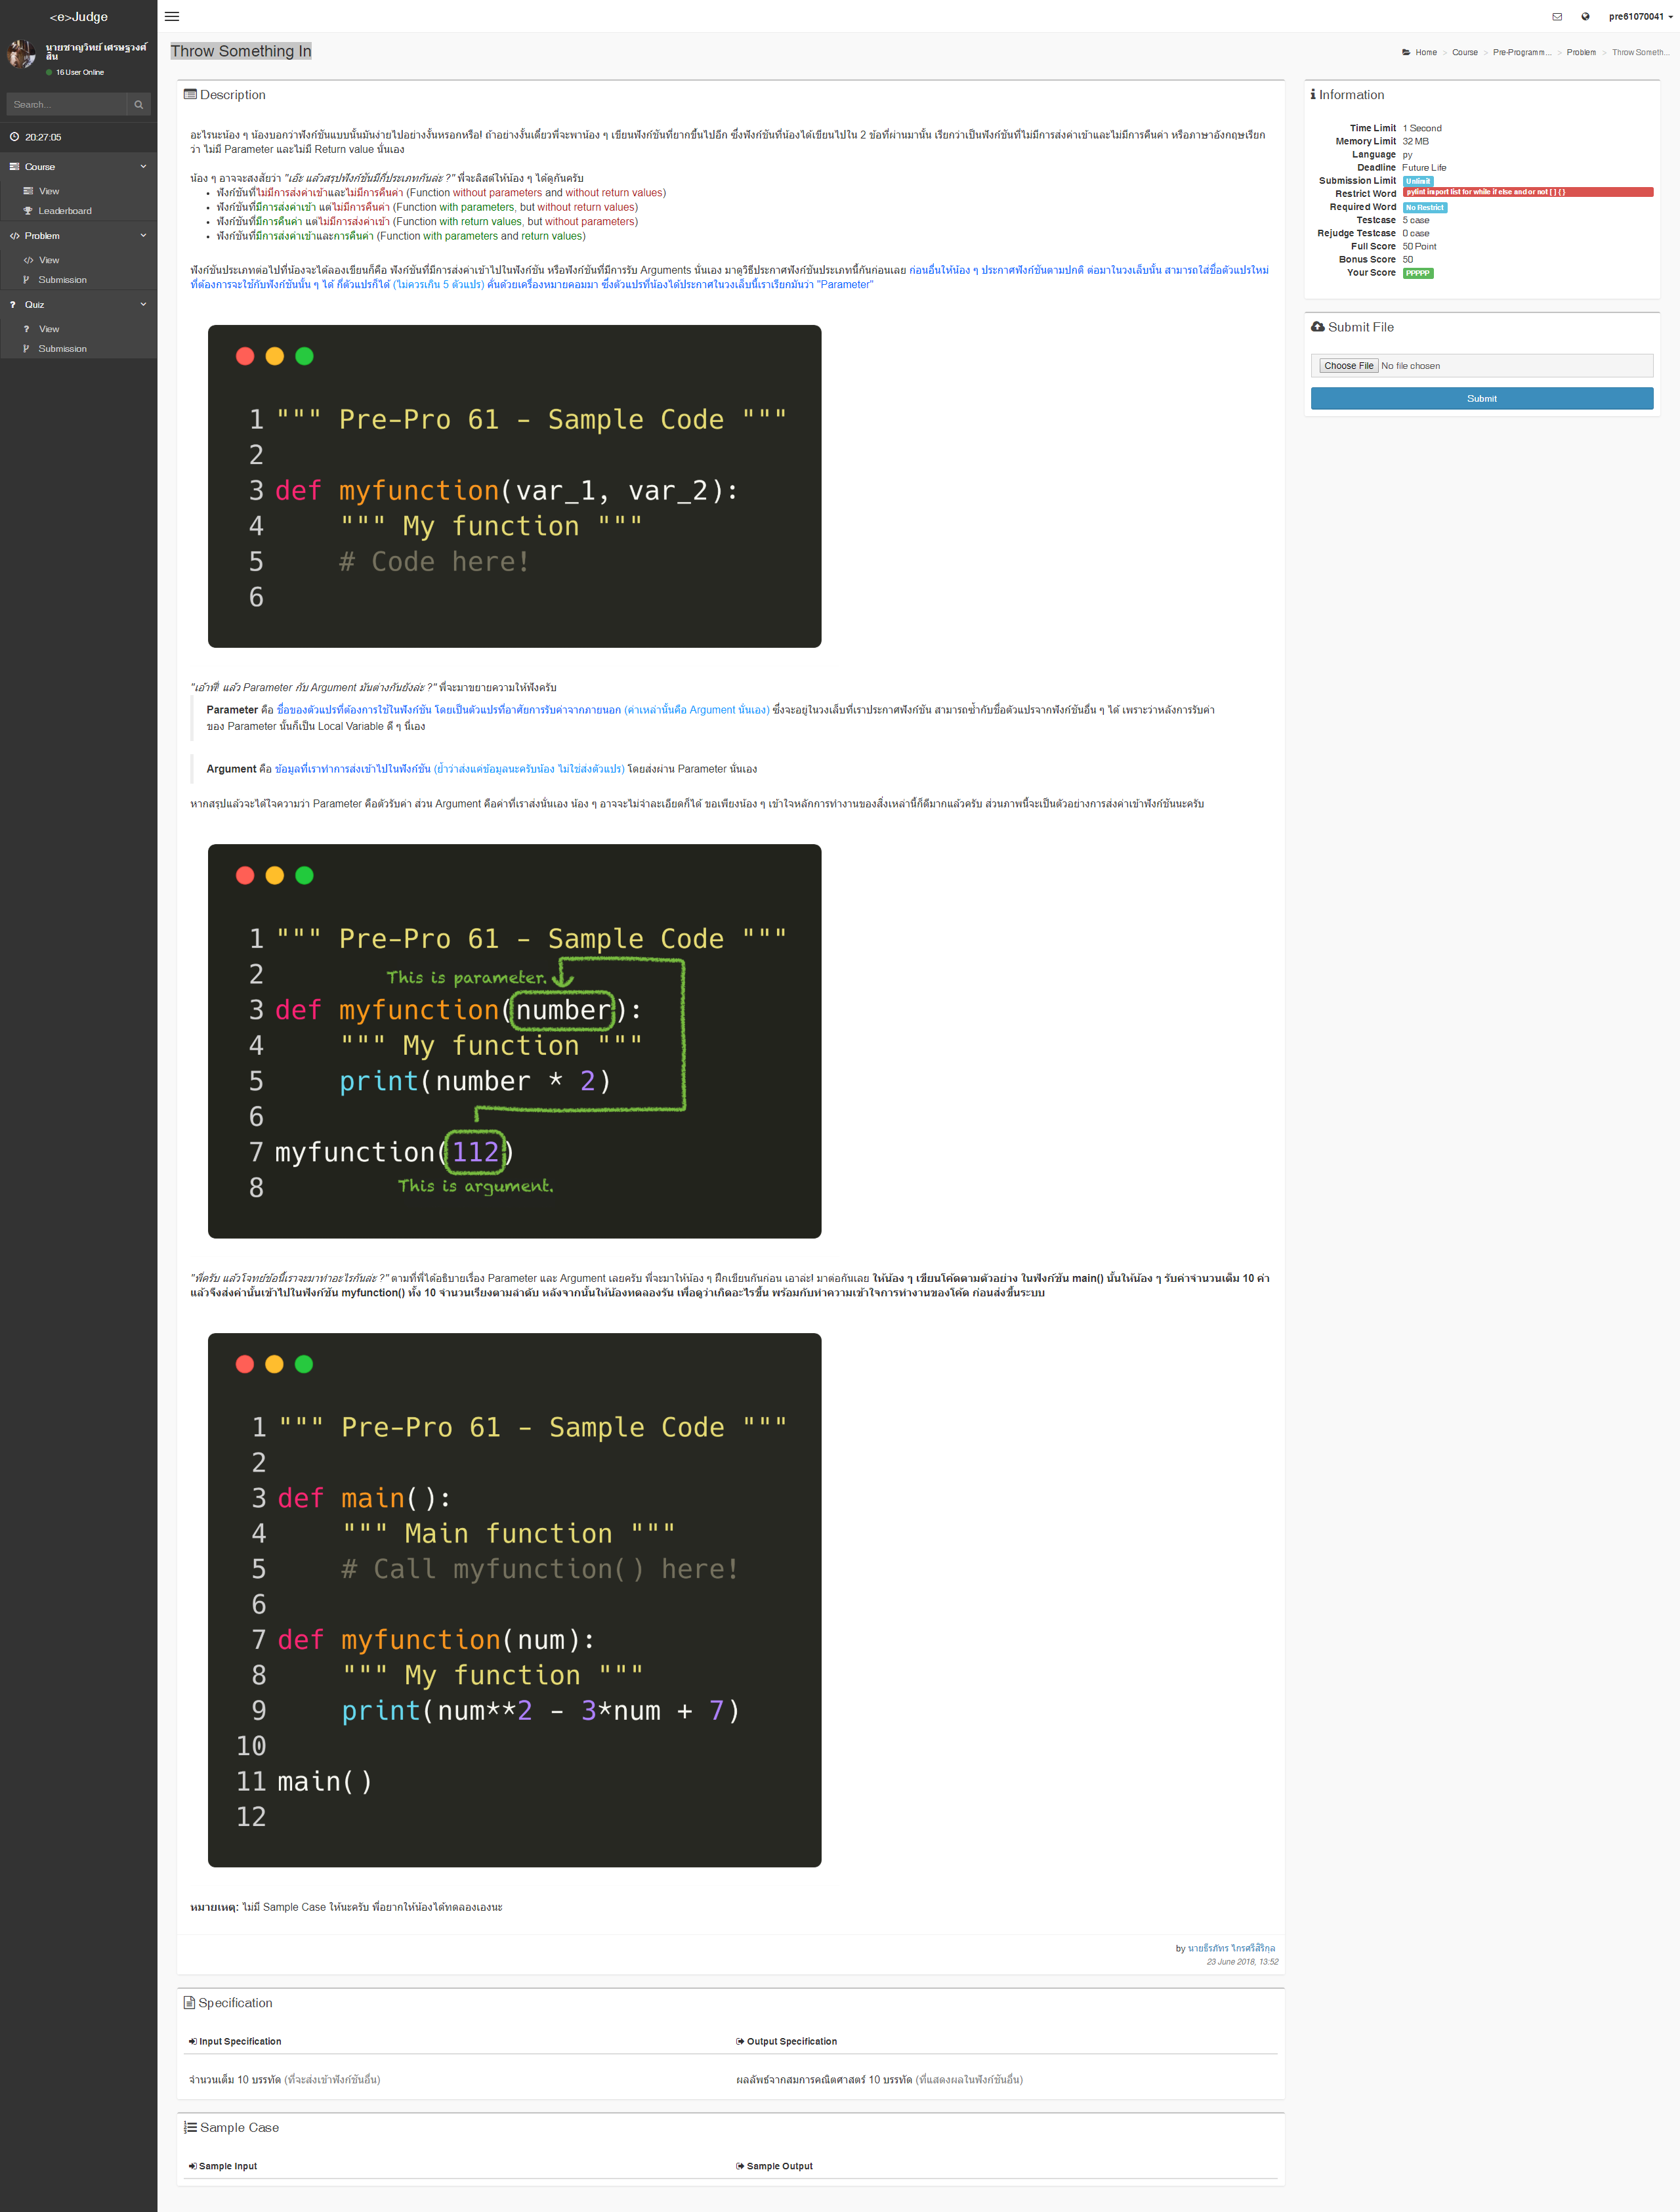 <e>Judge
pre61070041
นายชาญวิทย์ เศรษฐวงศ์
สิน
16 User Online
Search...
20:27:05
Course
View
Leaderboard
Problem
View
Submission
Quiz
View
Submission
Throw Something In
Home > Course > Pre-Programm... > Problem > Throw Someth...
Description
อะไรนะน้อง ๆ น้องบอกว่าฟังก์ชันแบบนั้นมันง่ายไปอย่างงั้นหรอกหรือ! ถ้าอย่างงั้นเดี๋ยวพี่จะพาน้อง ๆ เขียนฟังก์ชันที่ยากขึ้นไปอีก ซึ่งฟังก์ชันที่น้องได้เขียนไปใน 2 ข้อที่ผ่านมานั้น เรียกว่าเป็นฟังก์ชันที่ไม่มีการส่งค่าเข้าและไม่มีการคืนค่า หรือภาษาอังกฤษเรียก
ว่า ไม่มี Parameter และไม่มี Return value นั่นเอง
น้อง ๆ อาจจะสงสัยว่า "เอ๊ะ แล้วสรุปฟังก์ชันมีกี่ประเภทกันล่ะ ?" พี่จะลิสต์ให้น้อง ๆ ได้ดูกันครับ
• ฟังก์ชันที่ไม่มีการส่งค่าเข้าและไม่มีการคืนค่า (Function without parameters and without return values)
• ฟังก์ชันที่มีการส่งค่าเข้า แต่ไม่มีการคืนค่า (Function with parameters, but without return values)
• ฟังก์ชันที่มีการคืนค่า แต่ไม่มีการส่งค่าเข้า (Function with return values, but without parameters)
• ฟังก์ชันที่มีการส่งค่าเข้าและการคืนค่า (Function with parameters and return values)
ฟังก์ชันประเภทต่อไปที่น้องจะได้ลองเขียนก็คือ ฟังก์ชันที่มีการส่งค่าเข้าไปในฟังก์ชัน หรือฟังก์ชันที่มีการรับ Arguments นั่นเอง มาดูวิธีประกาศฟังก์ชันประเภทนี้กันก่อนเลย ก่อนอื่นให้น้อง ๆ ประกาศฟังก์ชันตามปกติ ต่อมาในวงเล็บนั้น สามารถใส่ชื่อตัวแปรใหม่
ที่ต้องการจะใช้กับฟังก์ชันนั้น ๆ ได้ กี่ตัวแปรก็ได้ (ไม่ควรเกิน 5 ตัวแปร) คั่นด้วยเครื่องหมายคอมมา ซึ่งตัวแปรที่น้องได้ประกาศในวงเล็บนี้เราเรียกมันว่า "Parameter"
1 """ Pre-Pro 61 - Sample Code """
2
3 def myfunction(var_1, var_2):
4 """ My function """
5 # Code here!
6
"เอ้าพี่! แล้ว Parameter กับ Argument มันต่างกันยังล่ะ ?" พี่จะมาขยายความให้ฟังครับ
Parameter คือ ชื่อของตัวแปรที่ต้องการใช้ในฟังก์ชัน โดยเป็นตัวแปรที่อาศัยการรับค่าจากภายนอก (ค่าเหล่านั้นคือ Argument นั่นเอง) ซึ่งจะอยู่ในวงเล็บที่เราประกาศฟังก์ชัน สามารถซ้ำกับชื่อตัวแปรจากฟังก์ชันอื่น ๆ ได้ เพราะว่าหลังการรับค่า
ของ Parameter นั้นก็เป็น Local Variable ดี ๆ นี่เอง
Argument คือ ข้อมูลที่เราทำการส่งเข้าไปในฟังก์ชัน (ย้ำว่าส่งแค่ข้อมูลนะครับน้อง ไม่ใช่ส่งตัวแปร) โดยส่งผ่าน Parameter นั่นเอง
หากสรุปแล้วจะได้ใจความว่า Parameter คือตัวรับค่า ส่วน Argument คือค่าที่เราส่งนั่นเอง น้อง ๆ อาจจะไม่จำละเอียดก็ได้ ขอเพียงน้อง ๆ เข้าใจหลักการทำงานของสิ่งเหล่านี้ก็ดีมากแล้วครับ ส่วนภาพนี้จะเป็นตัวอย่างการส่งค่าเข้าฟังก์ชันนะครับ
1 """ Pre-Pro 61 - Sample Code """
2
This is parameter.
3 def myfunction(number):
4 """ My function """
5 print(number * 2)
6
7 myfunction(112)
8
This is argument.
"พี่ครับ แล้วโจทย์ข้อนี้เราจะมาทำอะไรกันล่ะ ?" ตามที่พี่ได้อธิบายเรื่อง Parameter และ Argument เลยครับ พี่จะมาให้น้อง ๆ ฝึกเขียนกันก่อน เอาล่ะ! มาต่อกันเลย ให้น้อง ๆ เขียนโค้ดตามตัวอย่าง ในฟังก์ชัน main() นั้นให้น้อง ๆ รับค่าจำนวนเต็ม 10 ค่า
แล้วจึงส่งค่านั้นเข้าไปในฟังก์ชัน myfunction() ทั้ง 10 จำนวนเรียงตามลำดับ หลังจากนั้นให้น้องทดลองรัน เพื่อดูว่าเกิดอะไรขึ้น พร้อมกับทำความเข้าใจการทำงานของโค้ด ก่อนส่งขึ้นระบบ
1 """ Pre-Pro 61 - Sample Code """
2
3 def main():
4 """ Main function """
5 # Call myfunction() here!
6
7 def myfunction(num):
8 """ My function """
9 print(num**2 - 3*num + 7)
10
11 main()
12
หมายเหตุ: ไม่มี Sample Case ให้นะครับ พี่อยากให้น้องได้ทดลองเองนะ
by นายธีรภัทร ไกรศรีสิริกุล
23 June 2018, 13:52
Specification
Input Specification
Output Specification
จำนวนเต็ม 10 บรรทัด (ที่จะส่งเข้าฟังก์ชันอื่น)
ผลลัพธ์จากสมการคณิตศาสตร์ 10 บรรทัด (ที่แสดงผลในฟังก์ชันอื่น)
Sample Case
Sample Input
Sample Output
Information
Time Limit 1 Second
Memory Limit 32 MB
Language py
Deadline Future Life
Submission Limit Unlimit
Restrict Word pylint import list for while if else and or not [ ] { }
Required Word No Restrict
Testcase 5 case
Rejudge Testcase 0 case
Full Score 50 Point
Bonus Score 50
Your Score PPPPP
Submit File
Choose File No file chosen
Submit